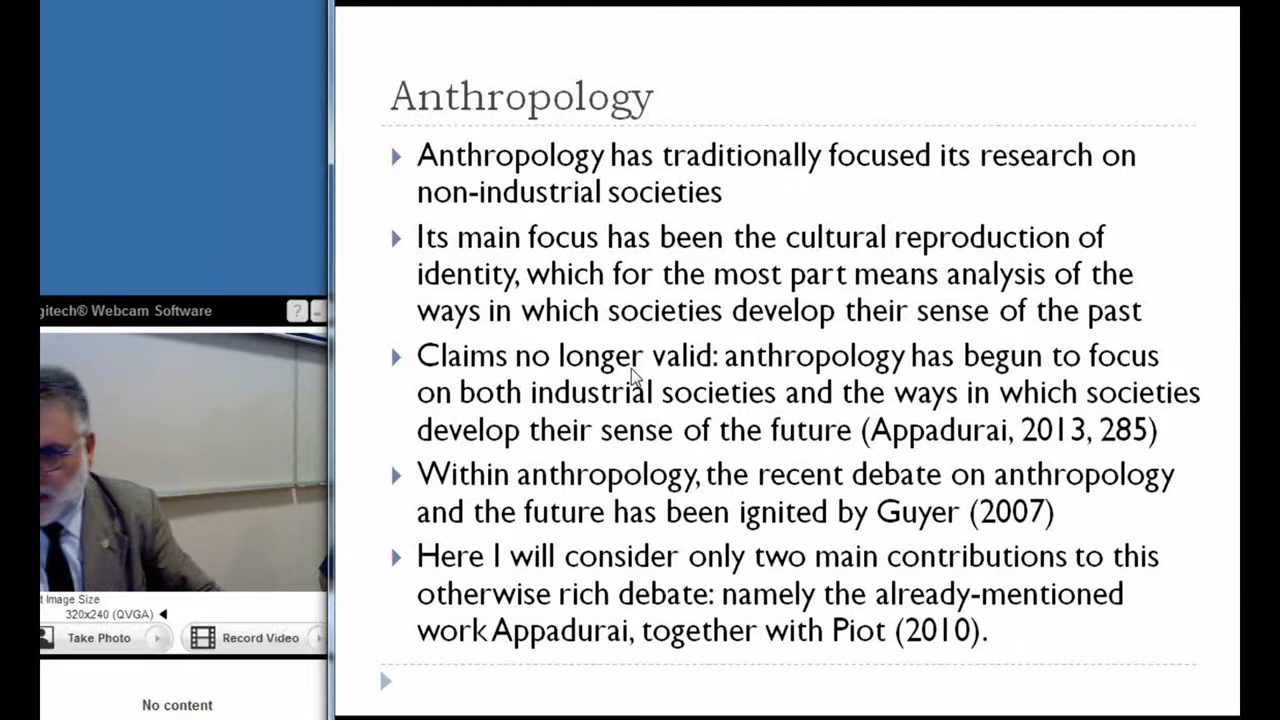 Anthropology
Anthropology has traditionally focused its research on
non-industrial societies
Its main focus has been the cultural reproduction of
identity, which for the most part means analysis of the
ways in which societies develop their sense of the past
Claims no longer valid: anthropology has begun to focus
on both industrial societies and the ways in which societies
develop their sense of the future (Appadurai, 2013, 285)
Within anthropology, the recent debate on anthropology
and the future has been ignited by Guyer (2007)
Here I will consider only two main contributions to this
otherwise rich debate: namely the already-mentioned
work Appadurai, together with Piot (2010).
gitech® Webcam Software
?
t Image Size
320x240 (QVGA)
Take Photo
Record Video
No content